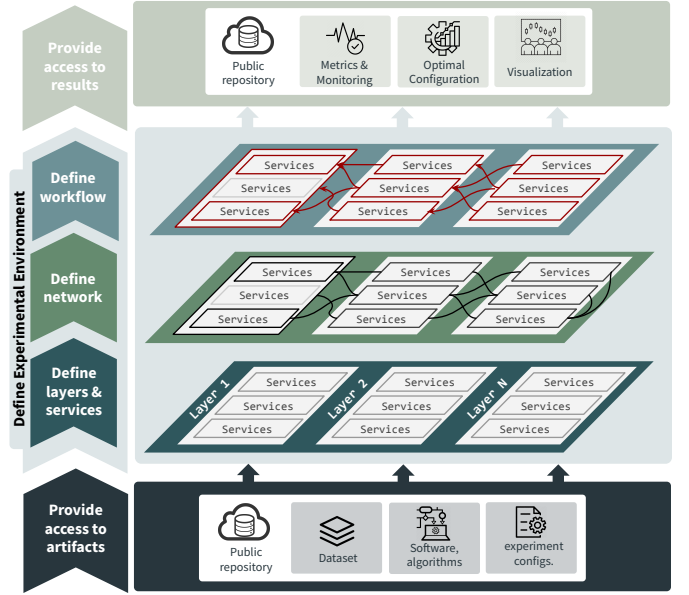 Provide
access to
results
Public
repository
Metrics &
Monitoring
Optimal
Configuration
Visualization
Define Experimental Environment
Define
workflow
Services Services Services
Services Services Services
Services Services Services
Define
network
Services Services Services
Services Services Services
Services Services Services
Define
layers &
services
Layer 1 Layer 2 Layer N
Services Services Services
Services Services Services
Services Services Services
Provide
access to
artifacts
Public
repository
Dataset
Software,
algorithms
experiment
configs.